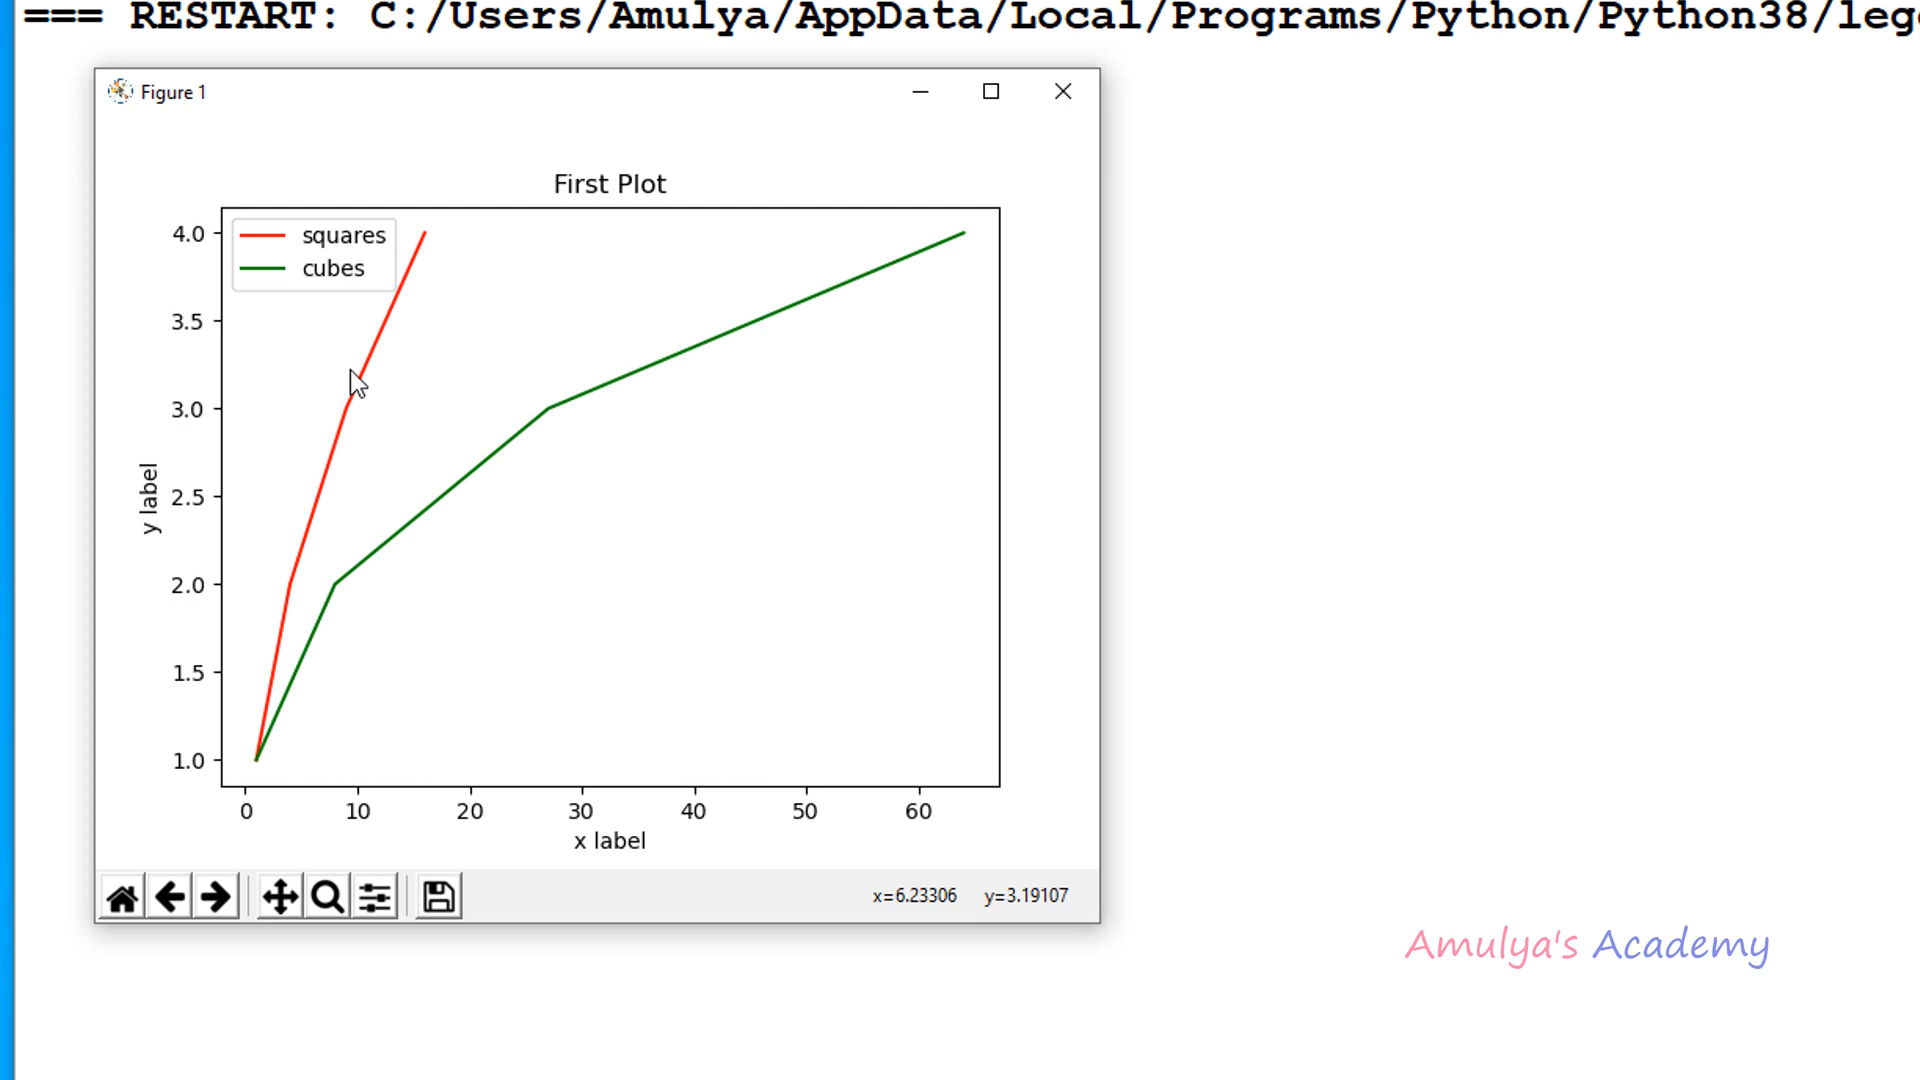 === RESTART: C:/Users/Amulya/AppData/Local/Programs/Python/Python38/leg
Figure 1
First Plot
squares
cubes
4.0
3.5
3.0
2.5
2.0
1.5
1.0
y label
0 10 20 30 40 50 60
x label
x=6.23306 y=3.19107
Amulya's Academy